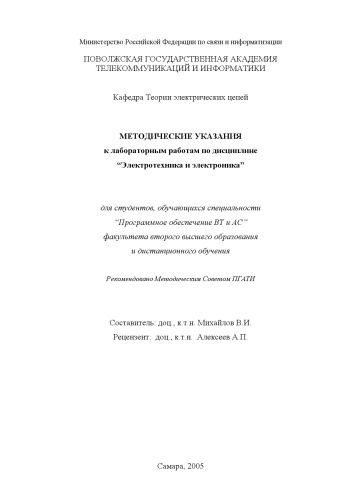 Министерство Российской Федерации по связи и информатизации
ПОВОЛЖСКАЯ ГОСУДАРСТВЕННАЯ АКАДЕМИЯ
ТЕЛЕКОММУНИКАЦИЙ И ИНФОРМАТИКИ
Кафедра Теории электрических цепей
МЕТОДИЧЕСКИЕ УКАЗАНИЯ
к лабораторным работам по дисциплине
“Электротехника и электроника”
для студентов, обучающихся специальности
“Программное обеспечение ВТ и АС”
факультета второго высшего образования
и дистанционного обучения
Рекомендовано Методическим Советом ПГАТИ
Составитель: доц., к.т.н. Михайлов В.И.
Рецензент: доц., к.т.н. Алексеев А.П.
Самара, 2005